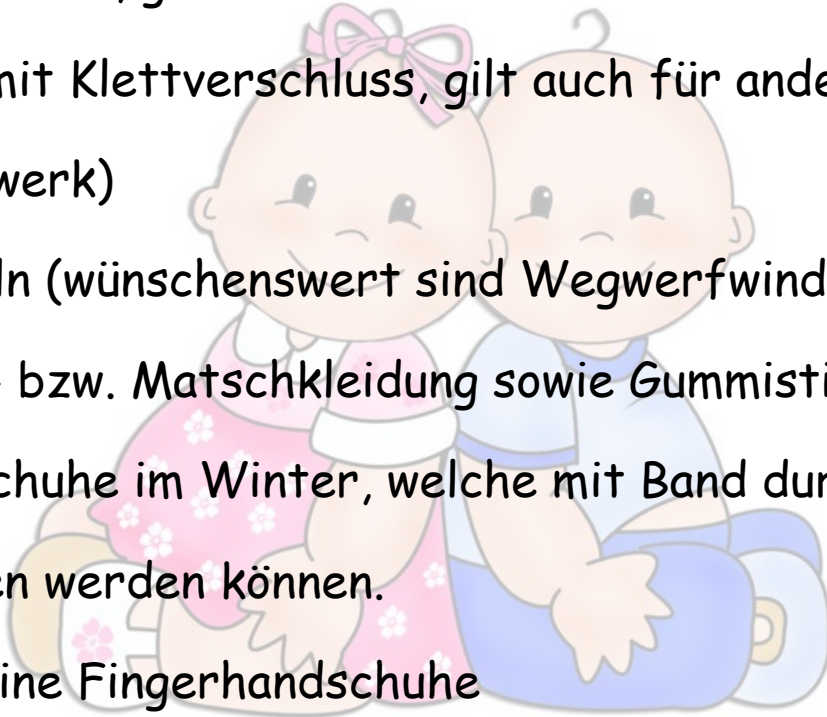 mit Klettverschluss, gilt auch für ande
werk)
ln (wünschenswert sind Wegwerfwind
bzw. Matschkleidung sowie Gummisti
chuhe im Winter, welche mit Band dur
en werden können.
ine Fingerhandschuhe